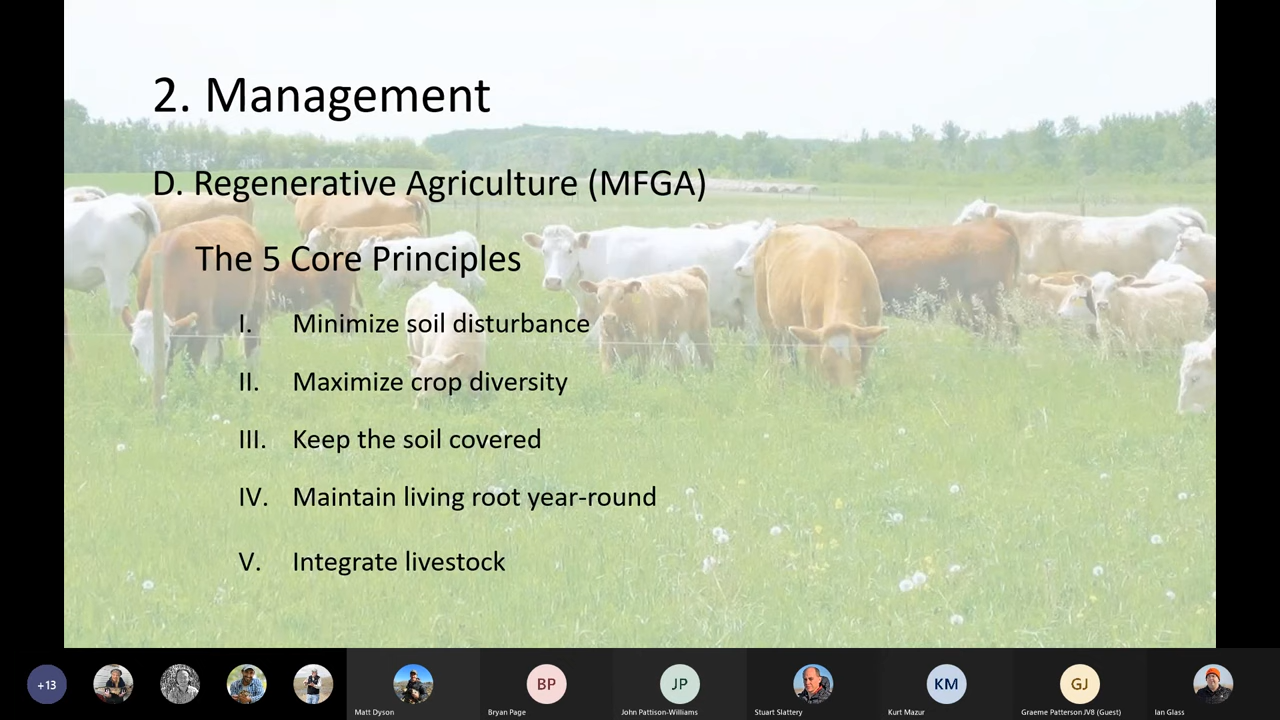 2. Management
D. Regenerative Agriculture (MFGA)
The 5 Core Principles
I. Minimize soil disturbance
II. Maximize crop diversity
III. Keep the soil covered
IV. Maintain living root year-round
V. Integrate livestock
+13
BP
JP
KM
GJ
Matt Dyson
Bryan Page
John Pattison-Williams
Stuart Slattery
Kurt Mazur
Graeme Patterson JV8 (Guest)
Ian Glass